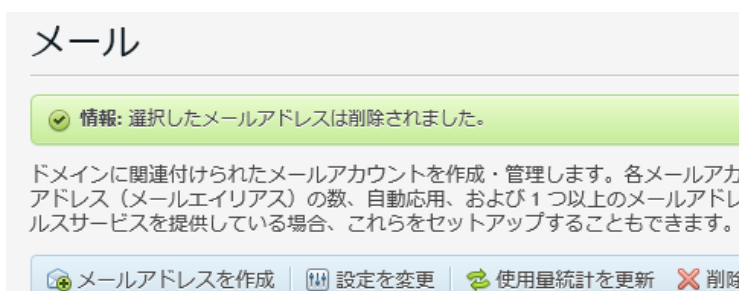 メール
情報: 選択したメールアドレスは削除されました。
ドメインに関連付けられたメールアカウントを作成・管理します。各メールアカ
アドレス（メールエイリアス）の数、自動応用、および 1 つ以上のメールアドレ
ルスサービスを提供している場合、これらをセットアップすることもできます。
メールアドレスを作成 設定を変更 使用量統計を更新 削除